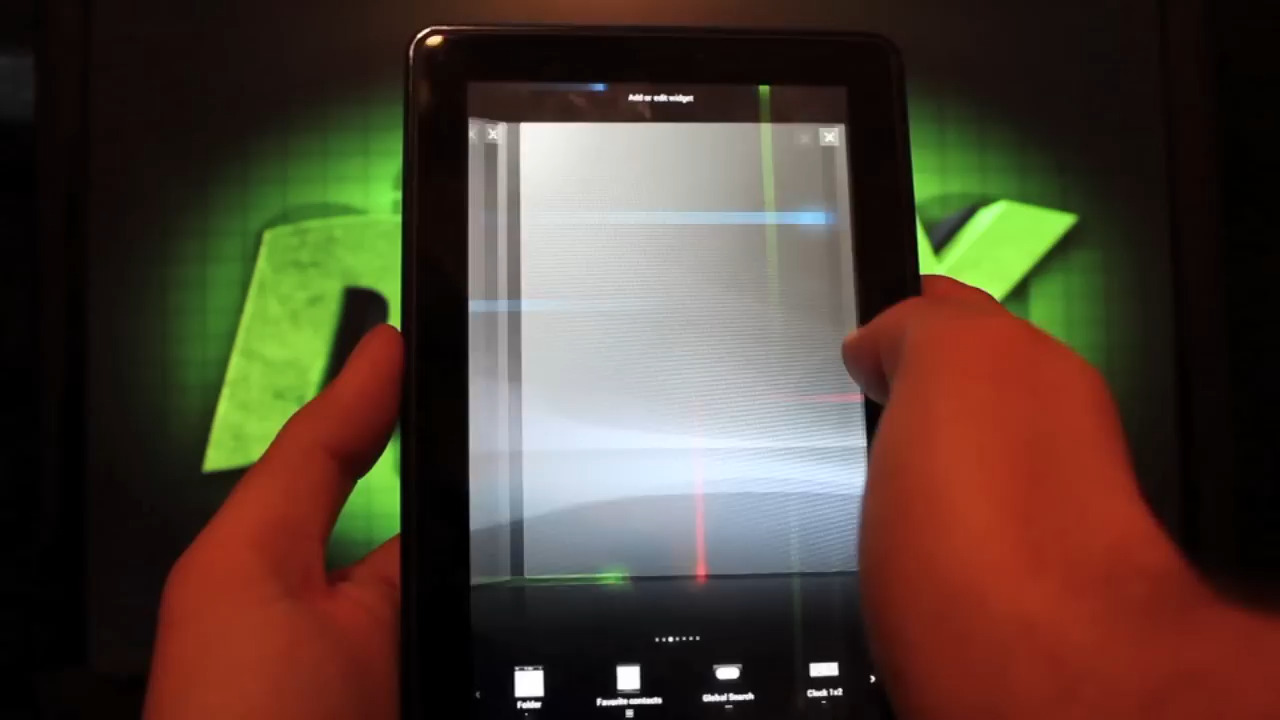 Add or edit widget
Folder
Favorite contacts
Global Search
Clock 1x2